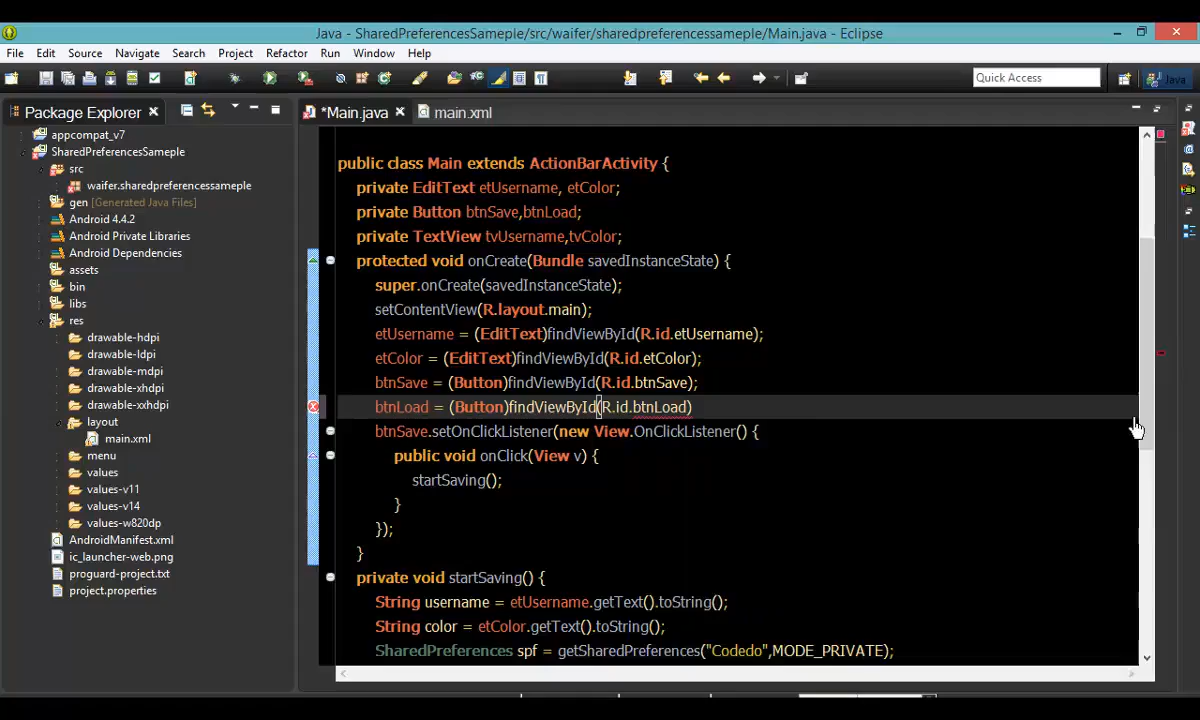 Java - SharedPreferencesSameple/src/waifer/sharedpreferencessameple/Main.java - Eclipse
File Edit Source Navigate Search Project Refactor Run Window Help
Quick Access
Java
Package Explorer
*Main.java
main.xml
appcompat_v7
SharedPreferencesSameple
src
waifer.sharedpreferencessameple
gen [Generated Java Files]
Android 4.4.2
Android Private Libraries
Android Dependencies
assets
bin
libs
res
drawable-hdpi
drawable-ldpi
drawable-mdpi
drawable-xhdpi
drawable-xxhdpi
layout
main.xml
menu
values
values-v11
values-v14
values-w820dp
AndroidManifest.xml
ic_launcher-web.png
proguard-project.txt
project.properties
public class Main extends ActionBarActivity {
private EditText etUsername, etColor;
private Button btnSave,btnLoad;
private TextView tvUsername,tvColor;
protected void onCreate(Bundle savedInstanceState) {
super.onCreate(savedInstanceState);
setContentView(R.layout.main);
etUsername = (EditText)findViewById(R.id.etUsername);
etColor = (EditText)findViewById(R.id.etColor);
btnSave = (Button)findViewById(R.id.btnSave);
btnLoad = (Button)findViewById(R.id.btnLoad)
btnSave.setOnClickListener(new View.OnClickListener() {
public void onClick(View v) {
startSaving();
}
});
}
private void startSaving() {
String username = etUsername.getText().toString();
String color = etColor.getText().toString();
SharedPreferences spf = getSharedPreferences("Codedo",MODE_PRIVATE);